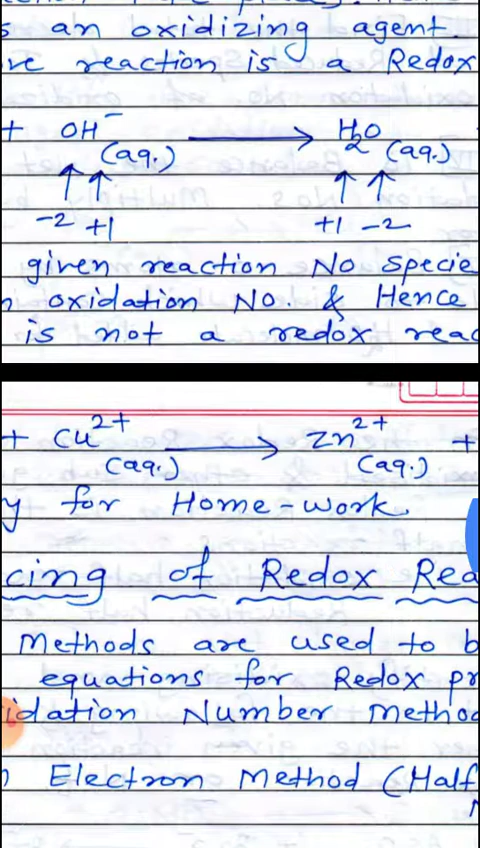 s an oxidizing agent.
ve reaction is a Redox
+ OH⁻(aq.) ⟶ H₂O(aq.)
-2 +1 +1 -2
given reaction No specie
n oxidation No. & Hence
is not a redox reac
+ Cu²⁺(aq.) ⟶ Zn²⁺(aq.) +
y for Home-work.
cing of Redox Rea
Methods are used to b
equations for Redox pr
idation Number Metho
n Electron Method (Half